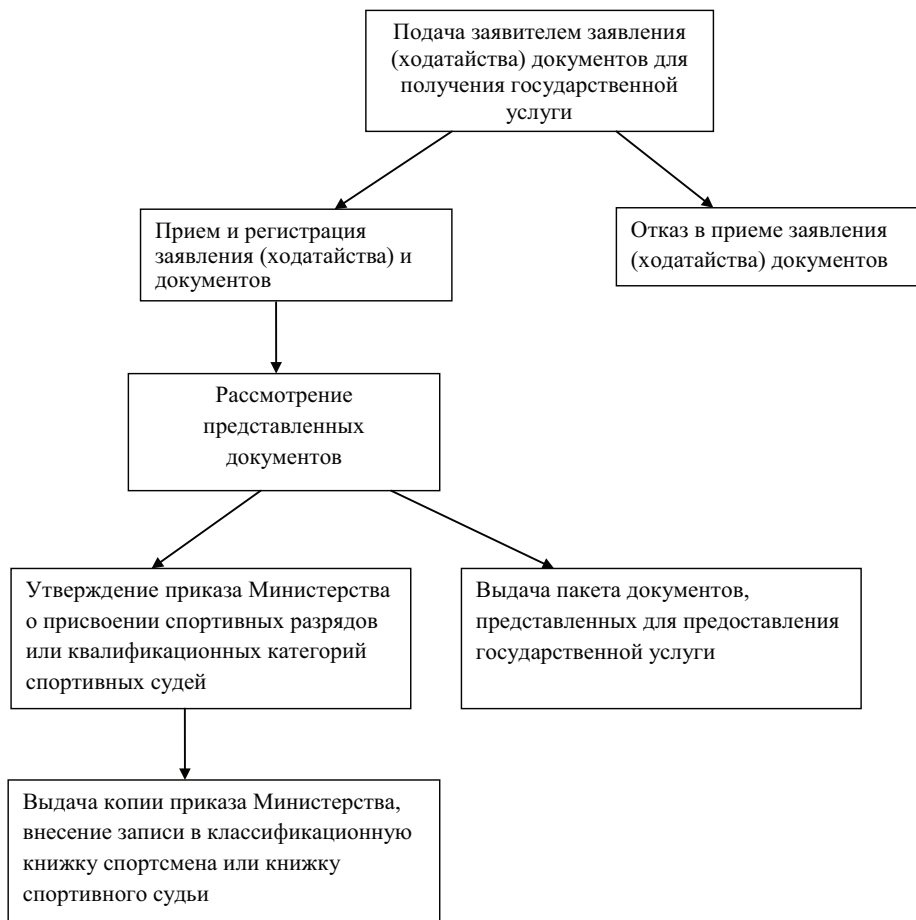 Подача заявителем заявления
(ходатайства) документов для
получения государственной
услуги
Прием и регистрация
заявления (ходатайства) и
документов
Отказ в приеме заявления
(ходатайства) документов
Рассмотрение
представленных
документов
Утверждение приказа Министерства
о присвоении спортивных разрядов
или квалификационных категорий
спортивных судей
Выдача пакета документов,
представленных для предоставления
государственной услуги
Выдача копии приказа Министерства,
внесение записи в классификационную
книжку спортсмена или книжку
спортивного судьи